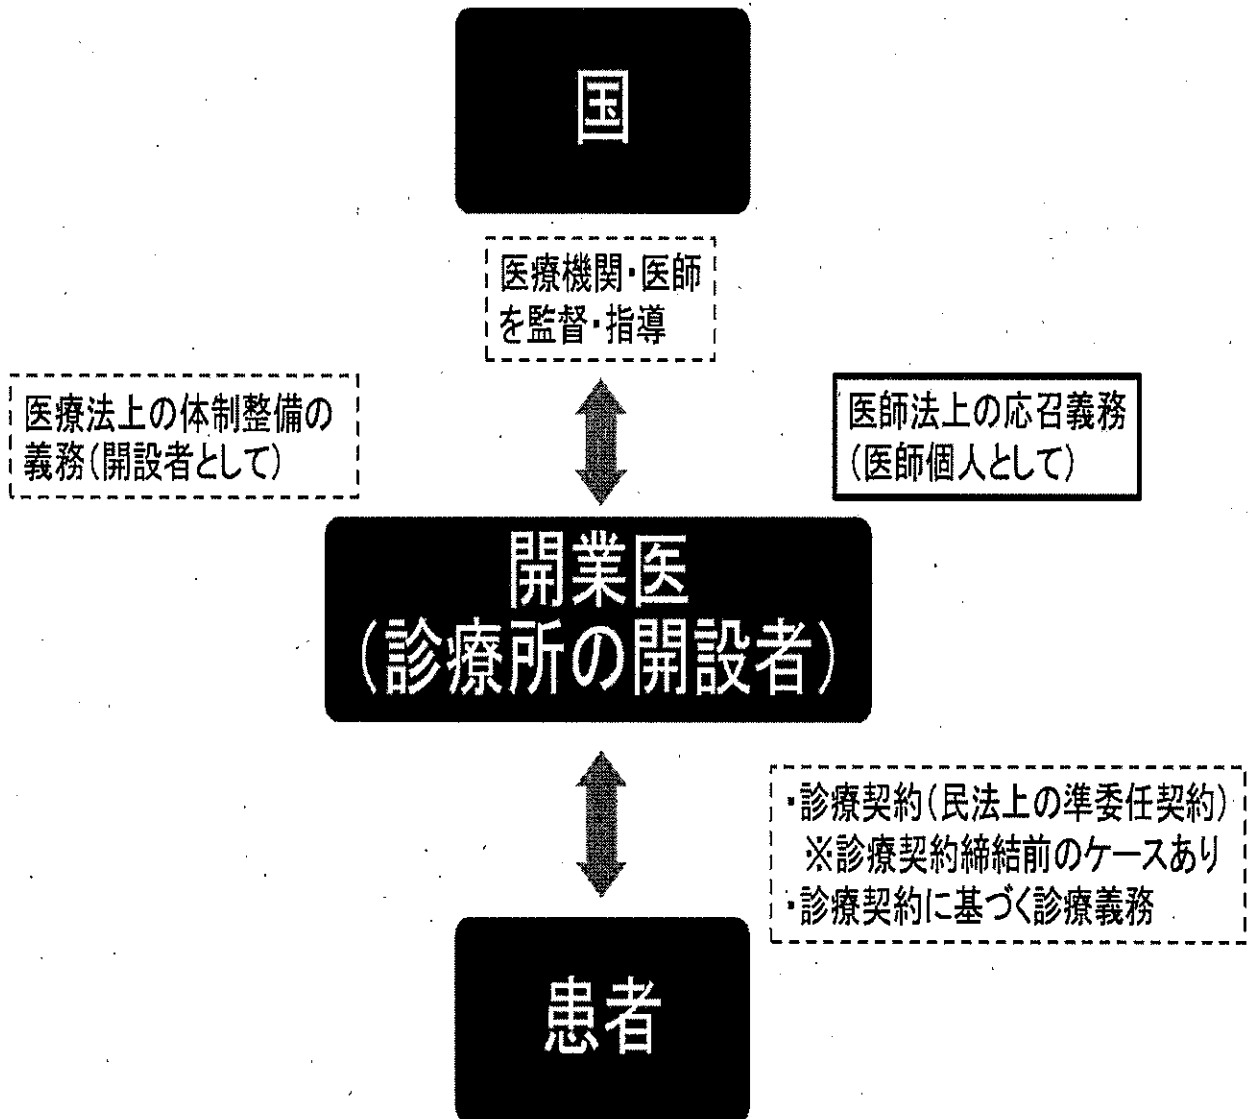 国
医療機関・医師
を監督・指導
医療法上の体制整備の
義務(開設者として)
医師法上の応召義務
(医師個人として)
開業医
(診療所の開設者)
・診療契約(民法上の準委任契約)
※診療契約締結前のケースあり
・診療契約に基づく診療義務
患者